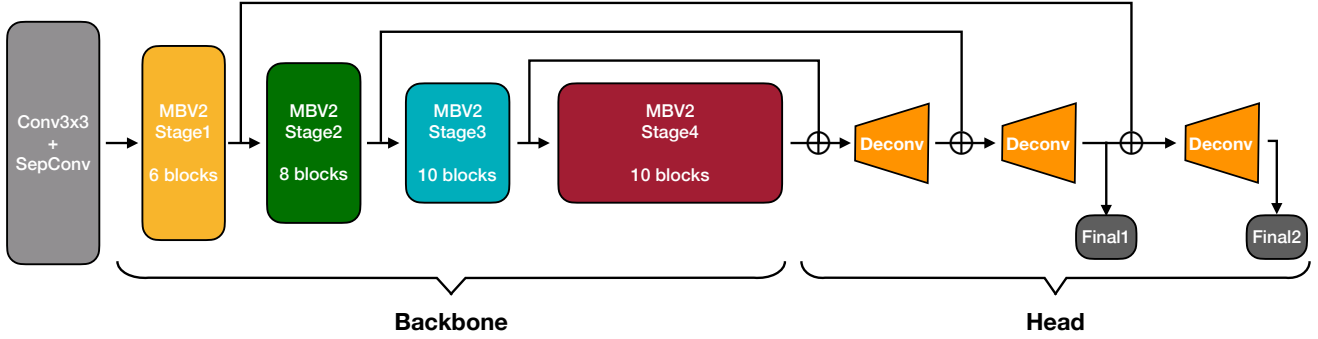 Conv3x3
+
SepConv
MBV2
Stage1
6 blocks
MBV2
Stage2
8 blocks
MBV2
Stage3
10 blocks
MBV2
Stage4
10 blocks
Deconv
Deconv
Deconv
Final1
Final2
Backbone
Head